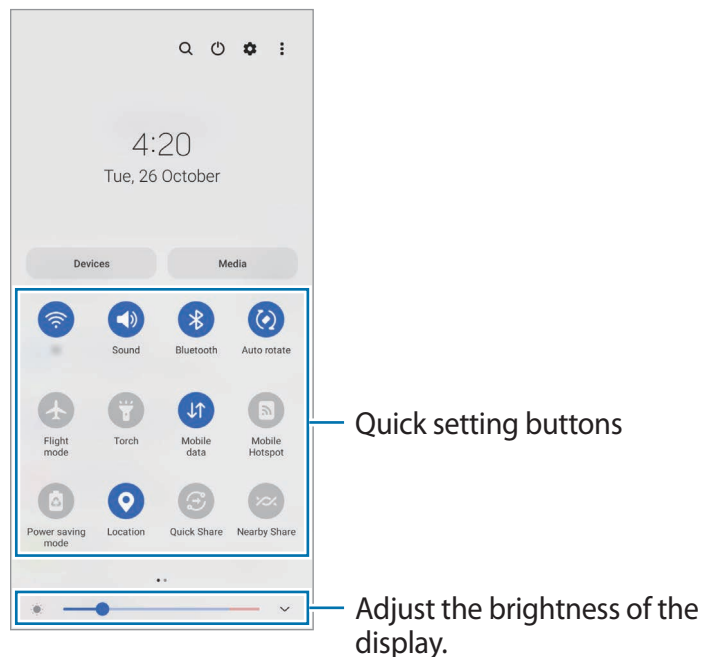 4:20
Tue, 26 October
Devices Media
Sound Bluetooth Auto rotate
Flight mode Torch Mobile data Mobile Hotspot
Power saving mode Location Quick Share Nearby Share
Quick setting buttons
Adjust the brightness of the
display.